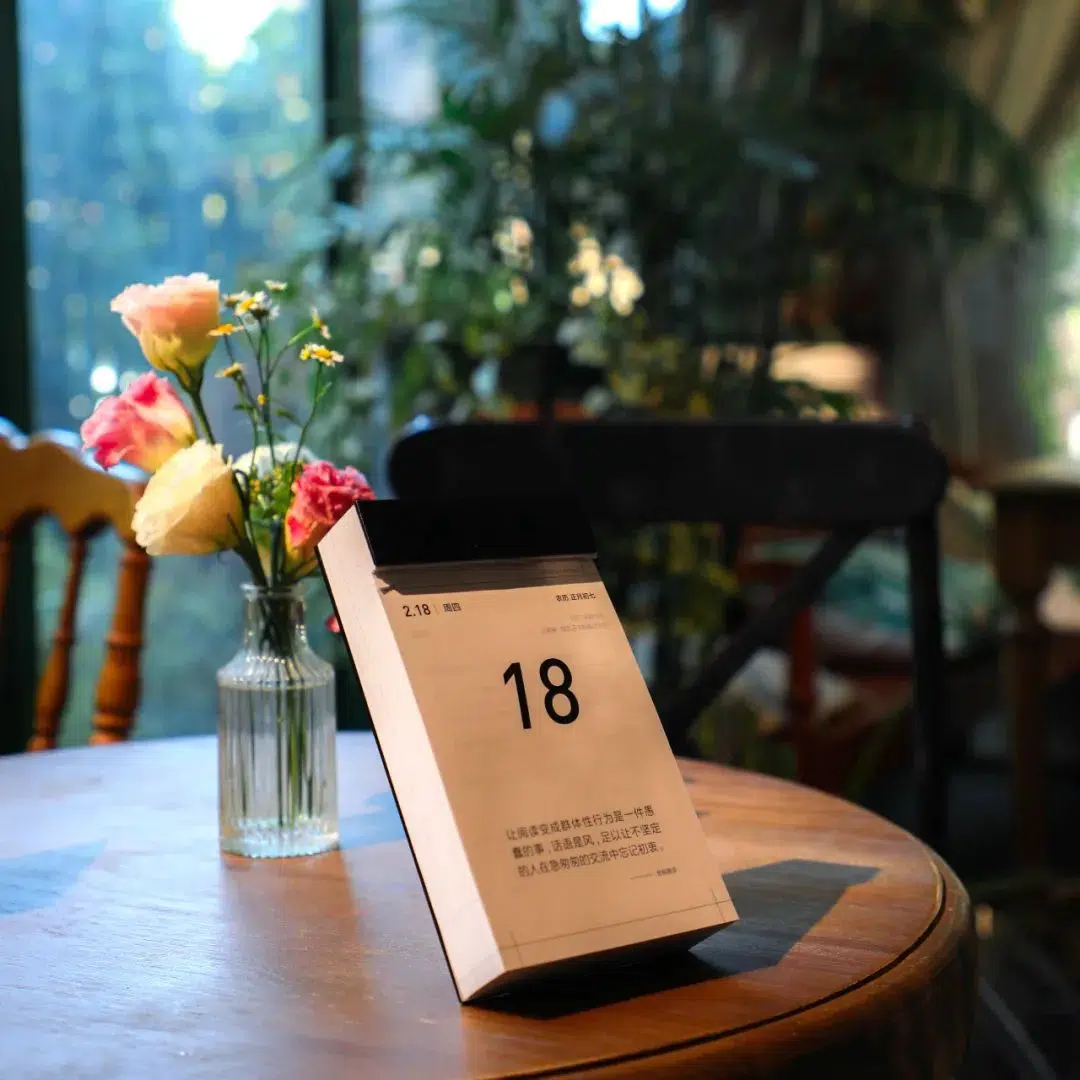 2.18 | 周四
农历 正月初七
18
让阅读变成群体性行为是一件愚
蠢的事,话语是风,足以让不坚定
的人在急匆匆的交流中忘记初衷。